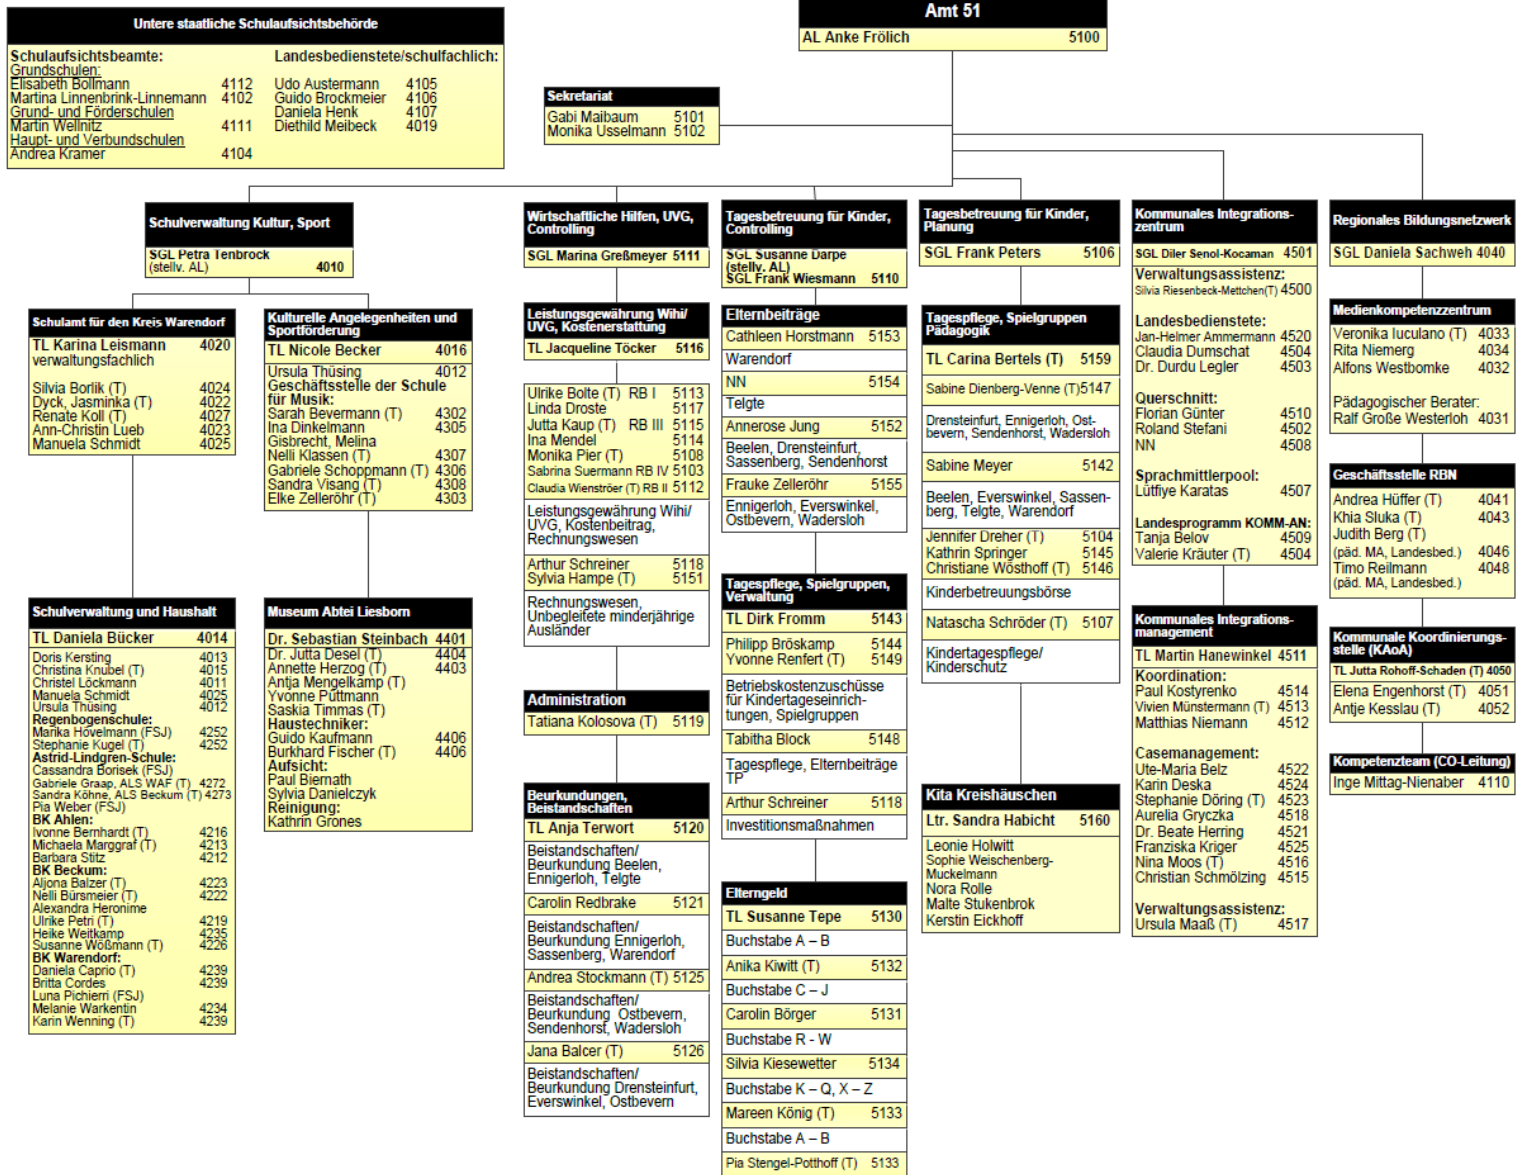 Untere staatliche Schulaufsichtsbehörde
Schulaufsichtsbeamte:
Grundschulen:
Elisabeth Bollmann 4112
Martina Linnenbrink-Linnemann 4102
Grund- und Förderschulen
Martin Wellnitz 4111
Haupt- und Verbundschulen
Andrea Kramer 4104
Landesbedienstete/schulfachlich:
Udo Austermann 4105
Guido Brockmeier 4106
Daniela Henk 4107
Diethild Meibeck 4019
Amt 51
AL Anke Frölich 5100
Sekretariat
Gabi Maibaum 5101
Monika Usselmann 5102
Schulverwaltung Kultur, Sport
SGL Petra Tenbrock
(stellv. AL) 4010
Schulamt für den Kreis Warendorf
TL Karina Leismann 4020
verwaltungsfachlich
Silvia Borlik (T) 4024
Dyck, Jasminka (T) 4022
Renate Koll (T) 4027
Ann-Christin Lueb 4023
Manuela Schmidt 4025
Schulverwaltung und Haushalt
TL Daniela Bücker 4014
Doris Kersting 4013
Christina Knubel (T) 4015
Christel Löckmann 4011
Manuela Schmidt 4025
Ursula Thüsing 4012
Regenbogenschule:
Marika Hövelmann (FSJ) 4252
Stephanie Kugel (T) 4252
Astrid-Lindgren-Schule:
Cassandra Borisek (FSJ)
Gabriele Graap, ALS WAF (T) 4272
Sandra Köhne, ALS Beckum (T) 4273
Pia Weber (FSJ)
BK Ahlen:
Ivonne Bernhardt (T) 4216
Michaela Marggraf (T) 4213
Barbara Stitz 4212
BK Beckum:
Aljona Balzer (T) 4223
Nelli Bürsmeier (T) 4222
Alexandra Heronime
Ulrike Petri (T) 4219
Heike Weitkamp 4235
Susanne Wößmann (T) 4226
BK Warendorf:
Daniela Caprio (T) 4239
Britta Cordes 4239
Luna Pichierri (FSJ)
Melanie Warkentin 4234
Karin Wenning (T) 4239
Kulturelle Angelegenheiten und
Sportförderung
TL Nicole Becker 4016
Ursula Thüsing 4012
Geschäftsstelle der Schule
für Musik:
Sarah Bevermann (T) 4302
Ina Dinkelmann 4305
Gisbrecht, Melina
Nelli Klassen (T) 4307
Gabriele Schoppmann (T) 4306
Sandra Visang (T) 4308
Elke Zelleröhr (T) 4303
Museum Abtei Liesborn
Dr. Sebastian Steinbach 4401
Dr. Jutta Desel (T) 4404
Annette Herzog (T) 4403
Antja Mengelkamp (T)
Yvonne Püttmann
Saskia Timmas (T)
Haustechniker:
Guido Kaufmann 4406
Burkhard Fischer (T) 4406
Aufsicht:
Paul Biernath
Sylvia Danielczyk
Reinigung:
Kathrin Grones
Wirtschaftliche Hilfen, UVG,
Controlling
SGL Marina Greßmeyer 5111
Leistungsgewährung Wihi/
UVG, Kostenerstattung
TL Jacqueline Töcker 5116
Ulrike Bolte (T) RB I 5113
Linda Droste 5117
Jutta Kaup (T) RB III 5115
Ina Mendel 5114
Monika Pier (T) 5108
Sabrina Suermann RB IV 5103
Claudia Wienströer (T) RB II 5112
Leistungsgewährung Wihi/
UVG, Kostenbeitrag,
Rechnungswesen
Arthur Schreiner 5118
Sylvia Hampe (T) 5151
Rechnungswesen,
Unbegleitete minderjährige
Ausländer
Administration
Tatiana Kolosova (T) 5119
Beurkundungen,
Beistandschaften
TL Anja Terwort 5120
Beistandschaften/
Beurkundung Beelen,
Ennigerloh, Telgte
Carolin Redbrake 5121
Beistandschaften/
Beurkundung Ennigerloh,
Sassenberg, Warendorf
Andrea Stockmann (T) 5125
Beistandschaften/
Beurkundung Ostbevern,
Sendenhorst, Wadersloh
Jana Balcer (T) 5126
Beistandschaften/
Beurkundung Drensteinfurt,
Everswinkel, Ostbevern
Tagesbetreuung für Kinder,
Controlling
SGL Susanne Darpe
(stellv. AL)
SGL Frank Wiesmann 5110
Elternbeiträge
Cathleen Horstmann 5153
Warendorf
NN 5154
Telgte
Annerose Jung 5152
Beelen, Drensteinfurt,
Sassenberg, Sendenhorst
Frauke Zelleröhr 5155
Ennigerloh, Everswinkel,
Ostbevern, Wadersloh
Tagespflege, Spielgruppen,
Verwaltung
TL Dirk Fromm 5143
Philipp Bröskamp 5144
Yvonne Renfert (T) 5149
Betriebskostenzuschüsse
für Kindertageseinrich-
tungen, Spielgruppen
Tabitha Block 5148
Tagespflege, Elternbeiträge
TP
Arthur Schreiner 5118
Investitionsmaßnahmen
Elterngeld
TL Susanne Tepe 5130
Buchstabe A – B
Anika Kiwitt (T) 5132
Buchstabe C – J
Carolin Börger 5131
Buchstabe R - W
Silvia Kiesewetter 5134
Buchstabe K – Q, X – Z
Mareen König (T) 5133
Buchstabe A – B
Pia Stengel-Potthoff (T) 5133
Tagesbetreuung für Kinder,
Planung
SGL Frank Peters 5106
Tagespflege, Spielgruppen
Pädagogik
TL Carina Bertels (T) 5159
Sabine Dienberg-Venne (T)5147
Drensteinfurt, Ennigerloh, Ost-
bevern, Sendenhorst, Wadersloh
Sabine Meyer 5142
Beelen, Everswinkel, Sassen-
berg, Telgte, Warendorf
Jennifer Dreher (T) 5104
Kathrin Springer 5145
Christiane Wösthoff (T) 5146
Kinderbetreuungsbörse
Natascha Schröder (T) 5107
Kindertagespflege/
Kinderschutz
Kita Kreishäuschen
Ltr. Sandra Habicht 5160
Leonie Holwitt
Sophie Weischenberg-
Muckelmann
Nora Rolle
Malte Stukenbrok
Kerstin Eickhoff
Kommunales Integrations-
zentrum
SGL Diler Senol-Kocaman 4501
Verwaltungsassistenz:
Silvia Riesenbeck-Mettchen(T) 4500
Landesbedienstete:
Jan-Helmer Ammermann 4520
Claudia Dumschat 4504
Dr. Durdu Legler 4503
Querschnitt:
Florian Günter 4510
Roland Stefani 4502
NN 4508
Sprachmittlerpool:
Lütfiye Karatas 4507
Landesprogramm KOMM-AN:
Tanja Belov 4509
Valerie Kräuter (T) 4504
Kommunales Integrations-
management
TL Martin Hanewinkel 4511
Koordination:
Paul Kostyrenko 4514
Vivien Münstermann (T) 4513
Matthias Niemann 4512
Casemanagement:
Ute-Maria Belz 4522
Karin Deska 4524
Stephanie Döring (T) 4523
Aurelia Gryczka 4518
Dr. Beate Herring 4521
Franziska Kriger 4525
Nina Moos (T) 4516
Christian Schmölzing 4515
Verwaltungsassistenz:
Ursula Maaß (T) 4517
Regionales Bildungsnetzwerk
SGL Daniela Sachweh 4040
Medienkompetenzzentrum
Veronika Iuculano (T) 4033
Rita Niemerg 4034
Alfons Westbomke 4032
Pädagogischer Berater:
Ralf Große Westerloh 4031
Geschäftsstelle RBN
Andrea Hüffer (T) 4041
Khia Sluka (T) 4043
Judith Berg (T)
(päd. MA, Landesbed.) 4046
Timo Reilmann 4048
(päd. MA, Landesbed.)
Kommunale Koordinierungs-
stelle (KAoA)
TL Jutta Rohoff-Schaden (T) 4050
Elena Engenhorst (T) 4051
Antje Kesslau (T) 4052
Kompetenzteam (CO-Leitung)
Inge Mittag-Nienaber 4110